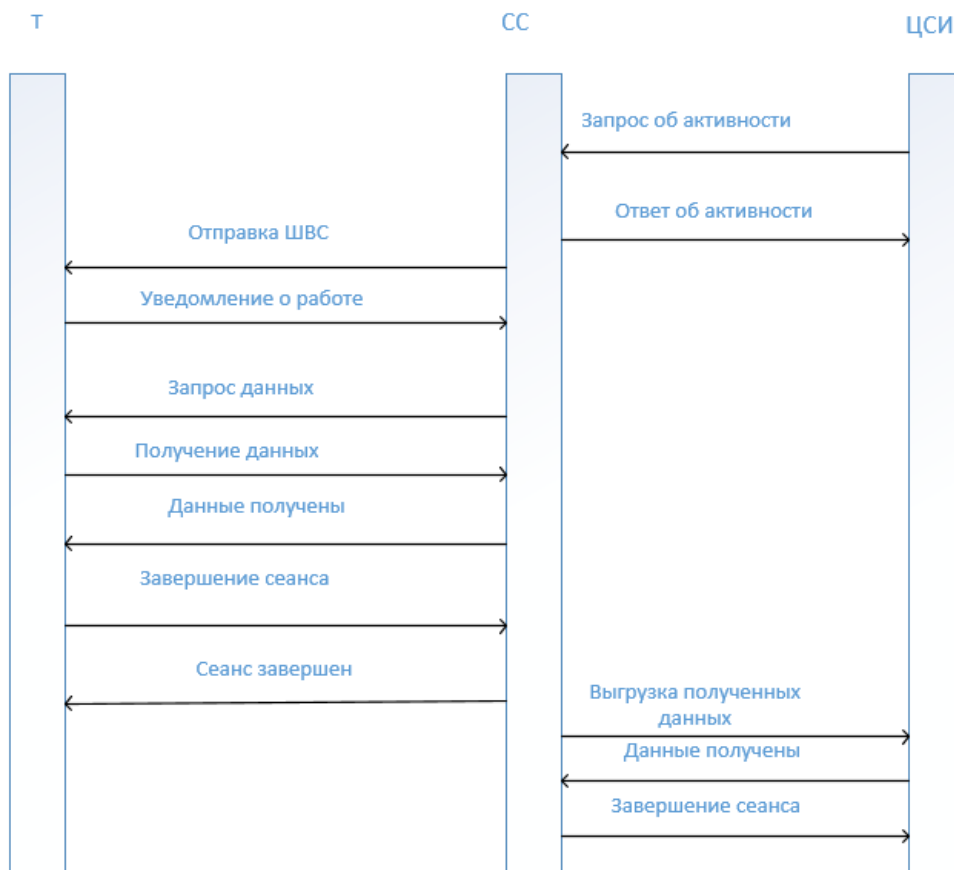 Т
СС
ЦСИ
Запрос об активности
Ответ об активности
Отправка ШВС
Уведомление о работе
Запрос данных
Получение данных
Данные получены
Завершение сеанса
Сеанс завершен
Выгрузка полученных
данных
Данные получены
Завершение сеанса